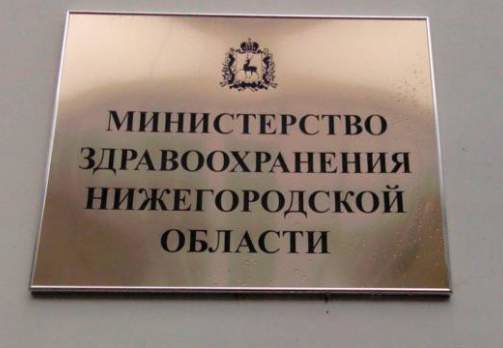 МИНИСТЕРСТВО
ЗДРАВООХРАНЕНИЯ
НИЖЕГОРОДСКОЙ
ОБЛАСТИ